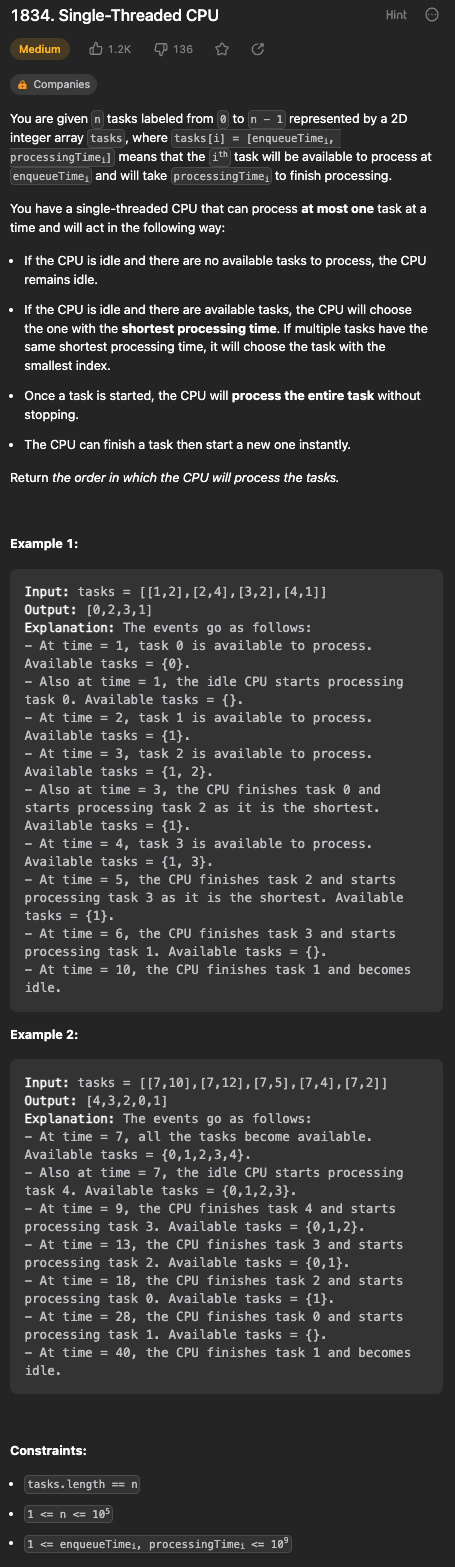 1834. Single-Threaded CPU
Hint
Medium
1.2K
136
Companies
You are given n tasks labeled from 0 to n − 1 represented by a 2D
integer array tasks, where tasks[i] = [enqueueTimeᵢ,
processingTimeᵢ] means that the iᵗʰ task will be available to process at
enqueueTimeᵢ and will take processingTimeᵢ to finish processing.
You have a single-threaded CPU that can process at most one task at a
time and will act in the following way:
• If the CPU is idle and there are no available tasks to process, the CPU
remains idle.
• If the CPU is idle and there are available tasks, the CPU will choose
the one with the shortest processing time. If multiple tasks have the
same shortest processing time, it will choose the task with the
smallest index.
• Once a task is started, the CPU will process the entire task without
stopping.
• The CPU can finish a task then start a new one instantly.
Return the order in which the CPU will process the tasks.
Example 1:
Input: tasks = [[1,2],[2,4],[3,2],[4,1]]
Output: [0,2,3,1]
Explanation: The events go as follows:
− At time = 1, task 0 is available to process.
Available tasks = {0}.
− Also at time = 1, the idle CPU starts processing
task 0. Available tasks = {}.
− At time = 2, task 1 is available to process.
Available tasks = {1}.
− At time = 3, task 2 is available to process.
Available tasks = {1, 2}.
− Also at time = 3, the CPU finishes task 0 and
starts processing task 2 as it is the shortest.
Available tasks = {1}.
− At time = 4, task 3 is available to process.
Available tasks = {1, 3}.
− At time = 5, the CPU finishes task 2 and starts
processing task 3 as it is the shortest. Available
tasks = {1}.
− At time = 6, the CPU finishes task 3 and starts
processing task 1. Available tasks = {}.
− At time = 10, the CPU finishes task 1 and becomes
idle.
Example 2:
Input: tasks = [[7,10],[7,12],[7,5],[7,4],[7,2]]
Output: [4,3,2,0,1]
Explanation: The events go as follows:
− At time = 7, all the tasks become available.
Available tasks = {0,1,2,3,4}.
− Also at time = 7, the idle CPU starts processing
task 4. Available tasks = {0,1,2,3}.
− At time = 9, the CPU finishes task 4 and starts
processing task 3. Available tasks = {0,1,2}.
− At time = 13, the CPU finishes task 3 and starts
processing task 2. Available tasks = {0,1}.
− At time = 18, the CPU finishes task 2 and starts
processing task 0. Available tasks = {1}.
− At time = 28, the CPU finishes task 0 and starts
processing task 1. Available tasks = {}.
− At time = 40, the CPU finishes task 1 and becomes
idle.
Constraints:
• tasks.length == n
• 1 <= n <= 10⁵
• 1 <= enqueueTimeᵢ, processingTimeᵢ <= 10⁹